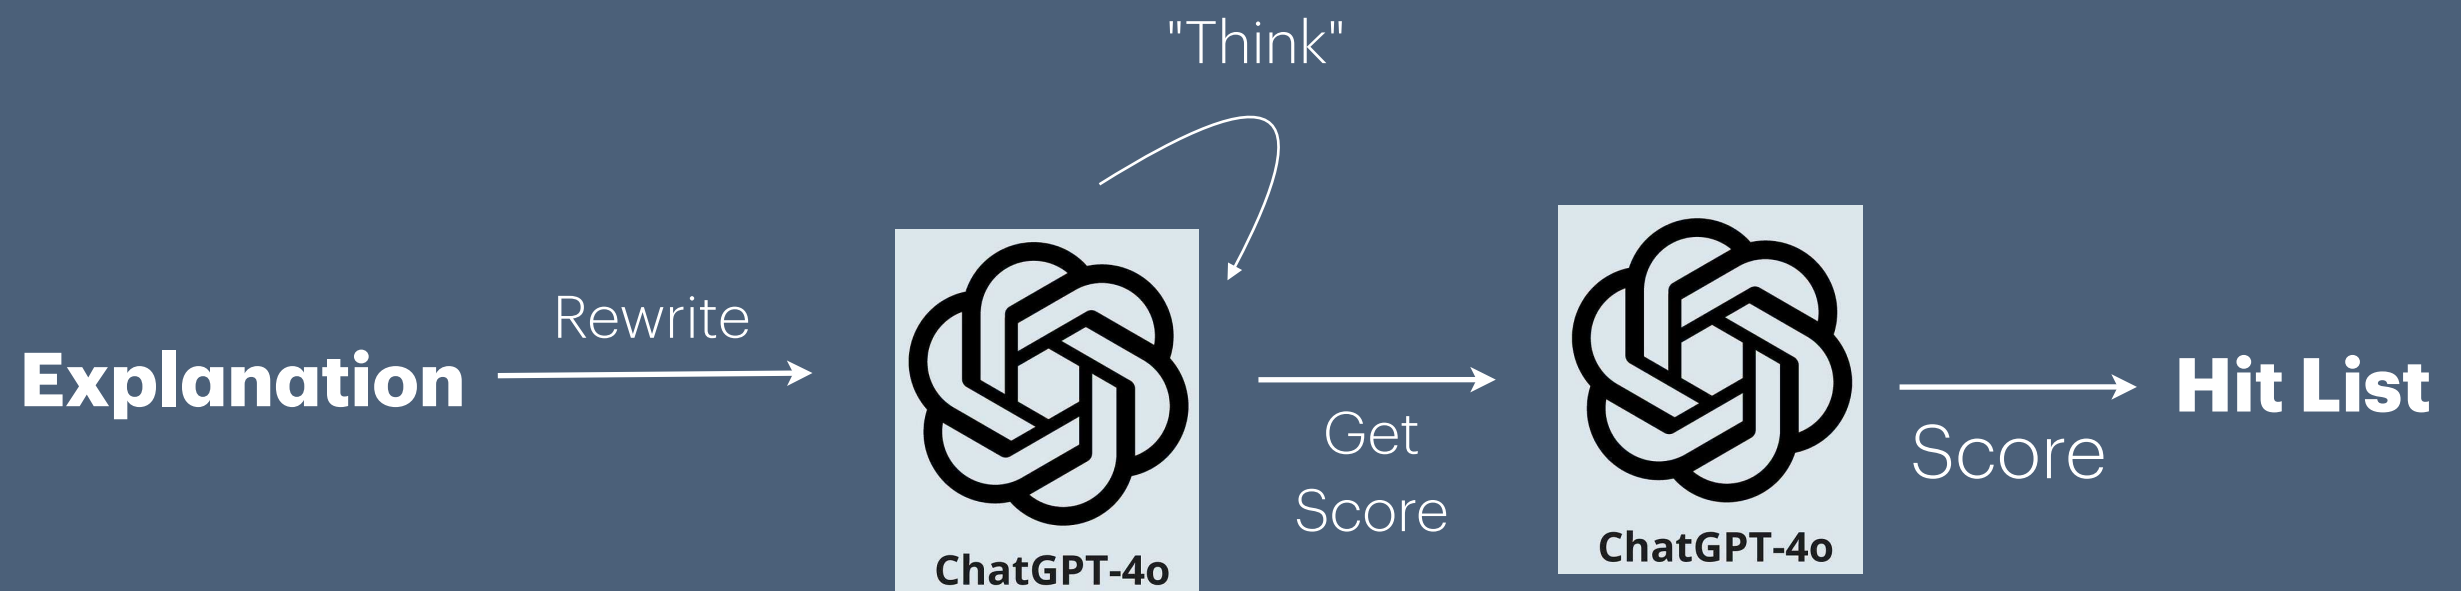 "Think"
Rewrite
Explanation
ChatGPT-4o
Get
Score
ChatGPT-4o
Score
Hit List